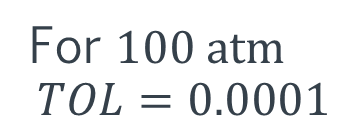 For 100 atm
TOL = 0.0001